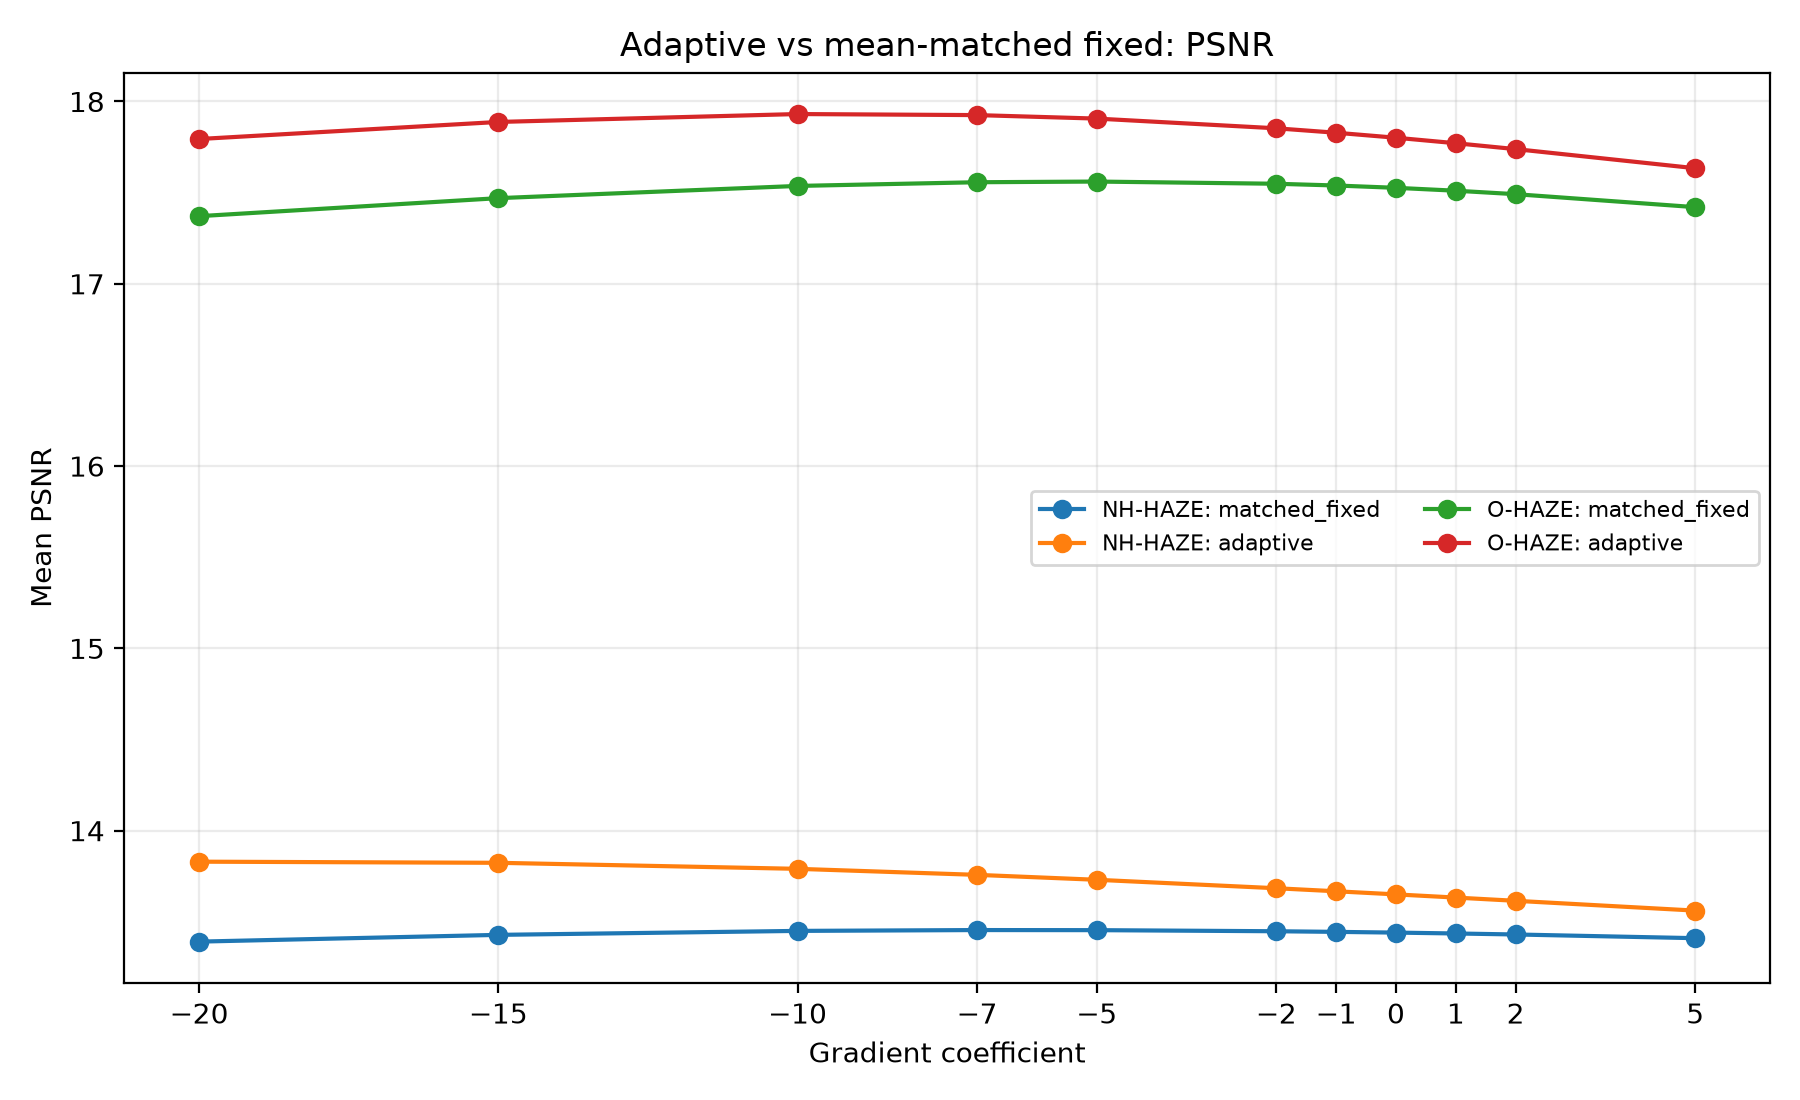 Adaptive vs mean-matched fixed: PSNR
Mean PSNR
18
17
16
15
14
NH-HAZE: matched_fixed
NH-HAZE: adaptive
O-HAZE: matched_fixed
O-HAZE: adaptive
−20 −15 −10 −7 −5 −2 −1 0 1 2 5
Gradient coefficient